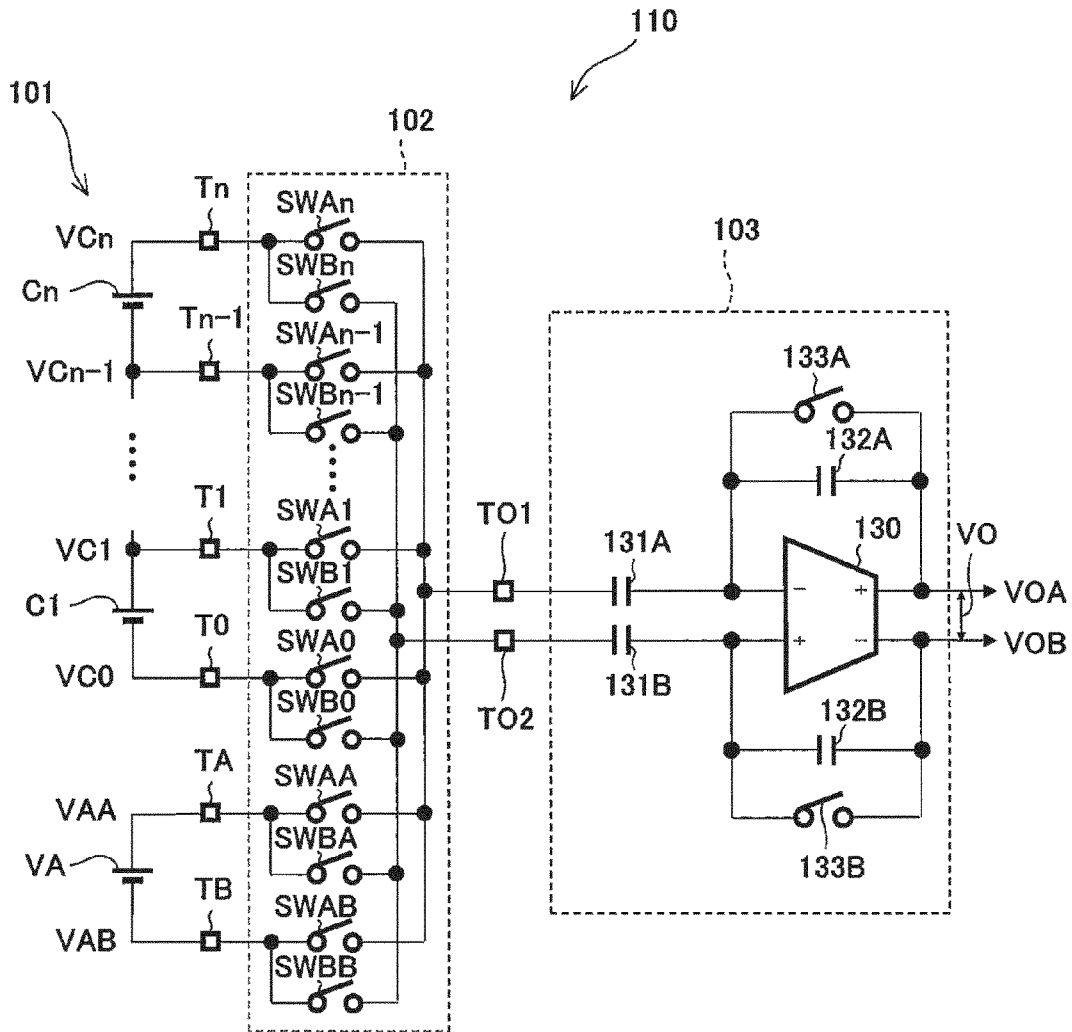 110
101
102
Tn
SWAn
VCn
SWBn
Cn
Tn-1
SWAn-1
VCn-1
SWBn-1
103
133A
132A
T1
SWA1
VC1
SWB1
TO1
131A
130
VO
VOA
C1
T0
SWA0
VC0
SWB0
TO2
131B
VOB
132B
TA
SWAA
VAA
SWBA
VA
133B
TB
SWAB
VAB
SWBB
− +
+ −